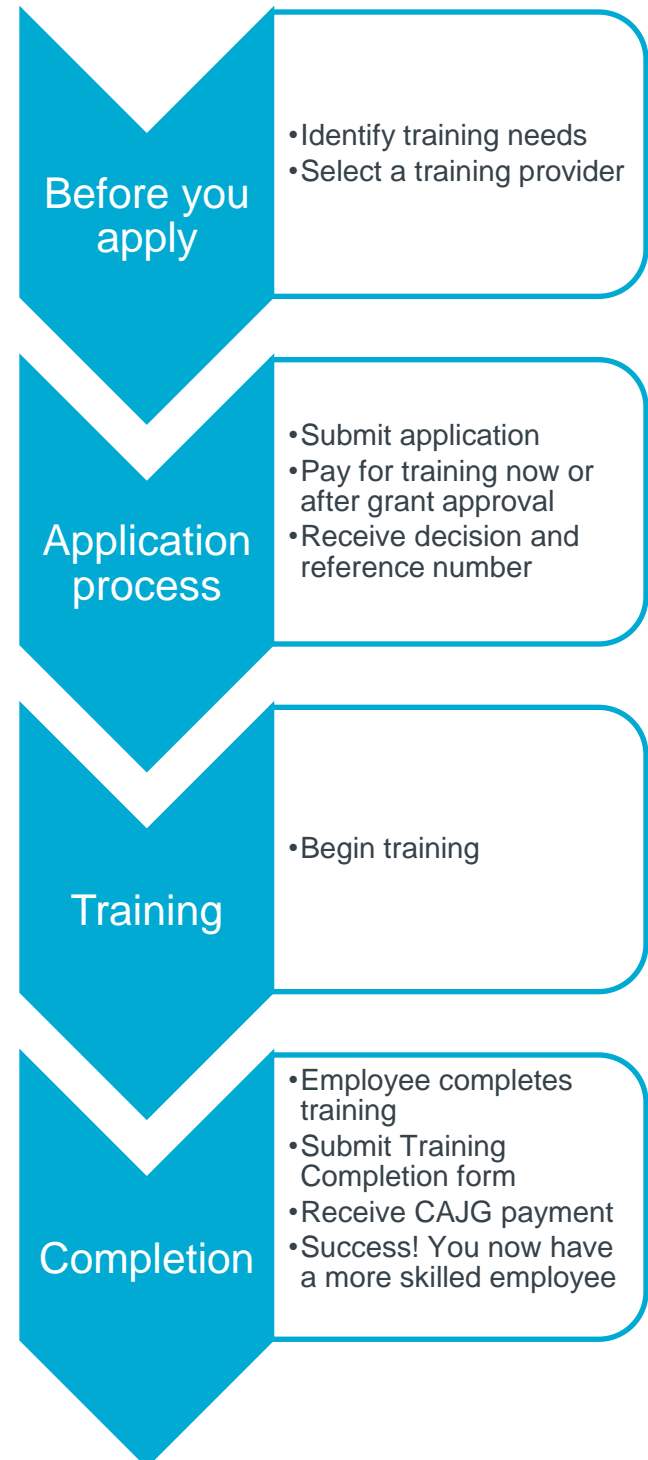 Before you
apply
•Identify training needs
•Select a training provider
Application
process
•Submit application
•Pay for training now or
after grant approval
•Receive decision and
reference number
Training
•Begin training
Completion
•Employee completes
training
•Submit Training
Completion form
•Receive CAJG payment
•Success! You now have
a more skilled employee